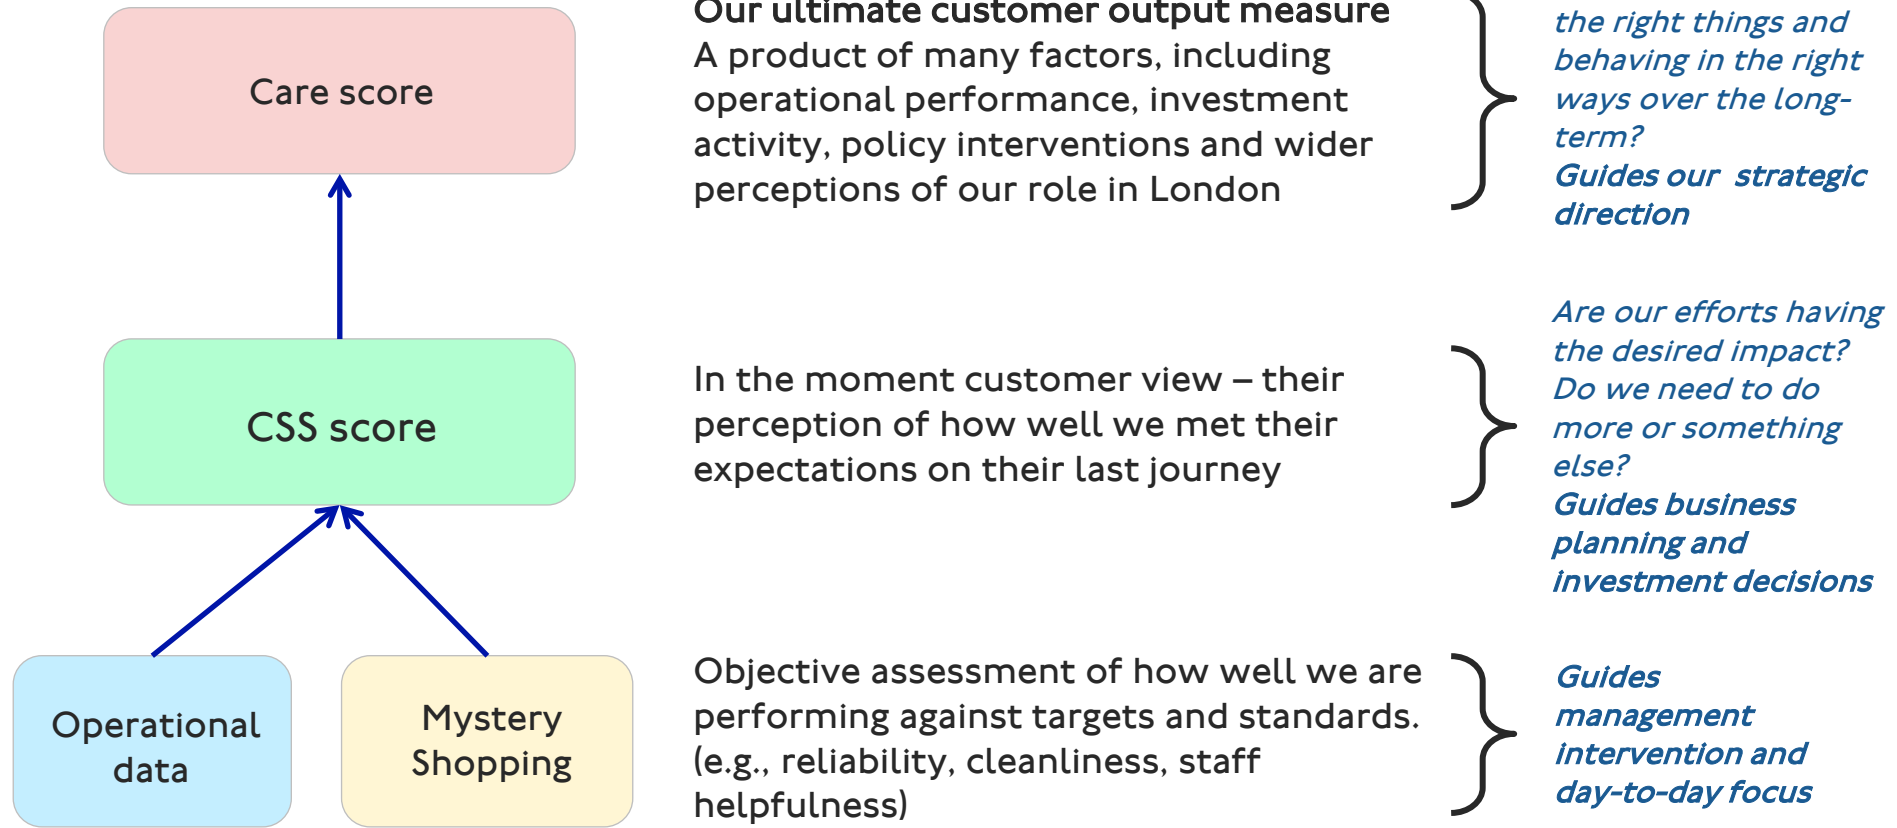 Care score
Our ultimate customer output measure
A product of many factors, including
operational performance, investment
activity, policy interventions and wider
perceptions of our role in London
the right things and
behaving in the right
ways over the long-
term?
Guides our  strategic
direction
CSS score
In the moment customer view – their
perception of how well we met their
expectations on their last journey
Are our efforts having
the desired impact?
Do we need to do
more or something
else?
Guides business
planning and
investment decisions
Operational
data
Mystery
Shopping
Objective assessment of how well we are
performing against targets and standards.
(e.g., reliability, cleanliness, staff
helpfulness)
Guides
management
intervention and
day-to-day focus